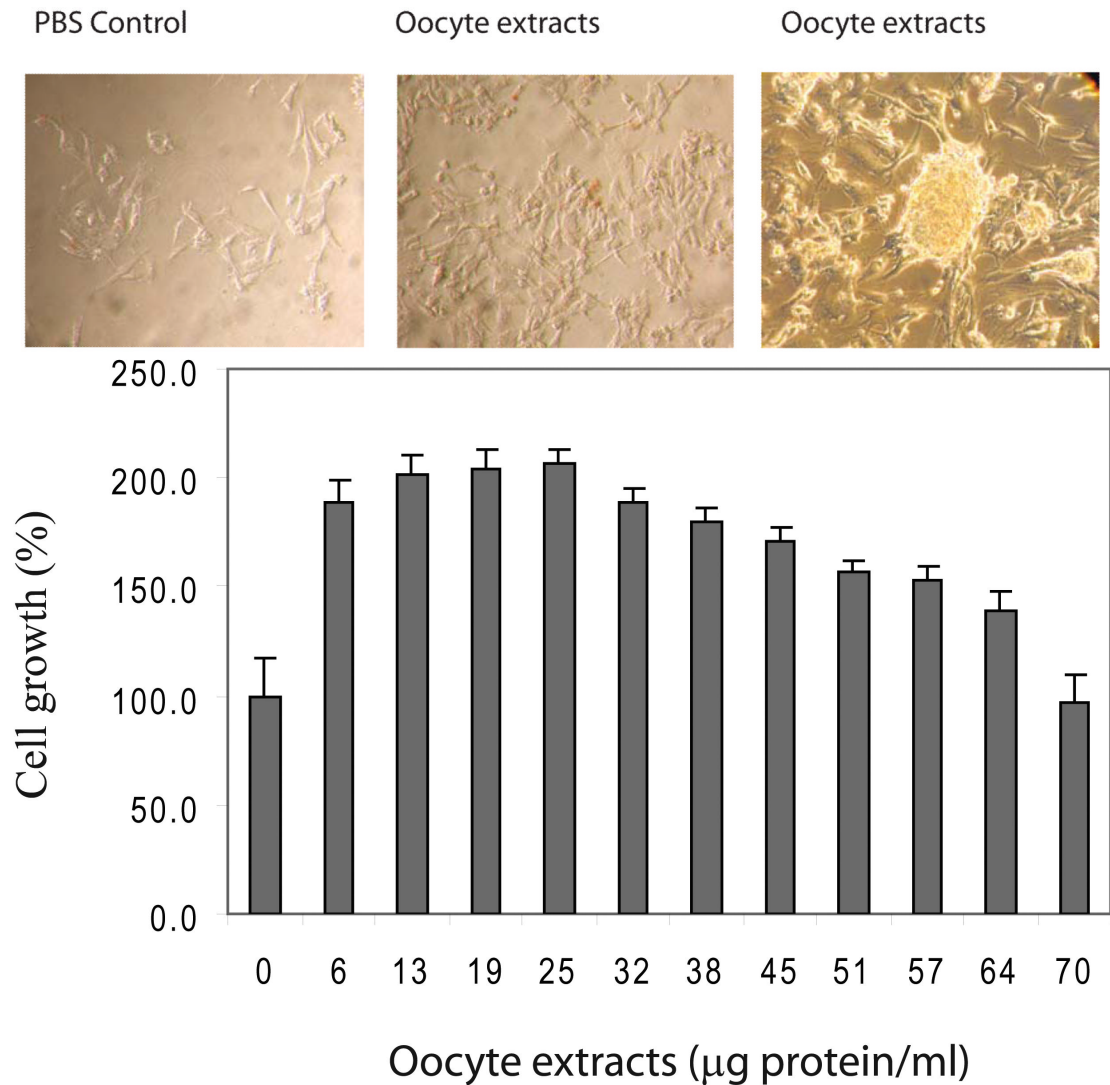 PBS Control
Oocyte extracts
Oocyte extracts
250.0
200.0
150.0
100.0
50.0
0.0
Cell growth (%)
0 6 13 19 25 32 38 45 51 57 64 70
Oocyte extracts (μg protein/ml)